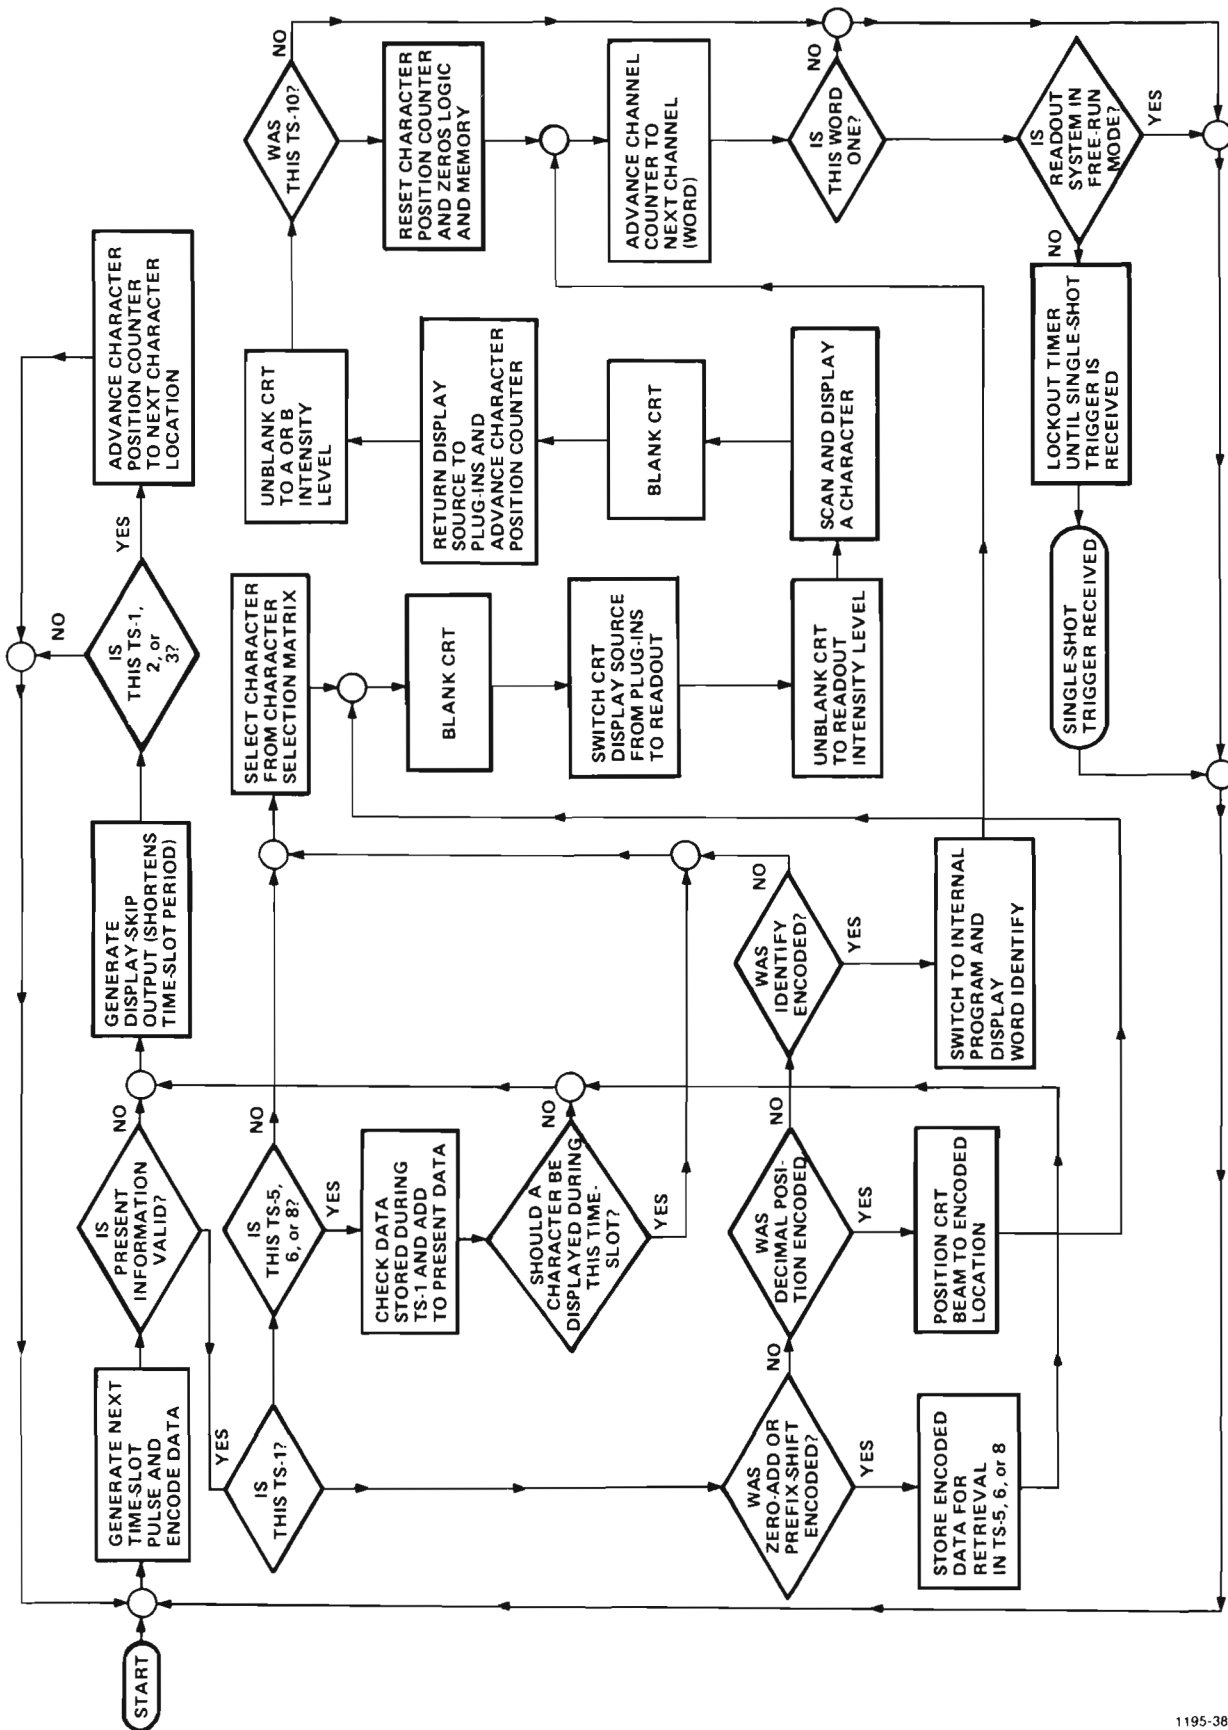 START
GENERATE NEXT
TIME-SLOT
PULSE AND
ENCODE DATA
IS
PRESENT
INFORMATION
VALID?
NO
YES
GENERATE
DISPLAY-SKIP
OUTPUT (SHORTENS
TIME-SLOT PERIOD)
IS
THIS TS-1,
2, or
3?
NO
YES
ADVANCE CHARACTER
POSITION COUNTER
TO NEXT CHARACTER
LOCATION
IS
THIS TS-1?
IS
THIS TS-5,
6, or 8?
NO
YES
CHECK DATA
STORED DURING
TS-1 AND ADD
TO PRESENT DATA
SHOULD A
CHARACTER BE
DISPLAYED DURING
THIS TIME-
SLOT?
NO
YES
WAS
ZERO-ADD OR
PREFIX-SHIFT
ENCODED?
NO
YES
STORE ENCODED
DATA FOR
RETRIEVAL
IN TS-5, 6, or 8
WAS
DECIMAL POSI-
TION ENCODED
NO
YES
POSITION CRT
BEAM TO ENCODED
LOCATION
WAS
IDENTIFY
ENCODED?
NO
YES
SWITCH TO INTERNAL
PROGRAM AND
DISPLAY
WORD IDENTIFY
SELECT CHARACTER
FROM CHARACTER
SELECTION MATRIX
BLANK CRT
SWITCH CRT
DISPLAY SOURCE
FROM PLUG-INS
TO READOUT
UNBLANK CRT
TO READOUT
INTENSITY LEVEL
SCAN AND DISPLAY
A CHARACTER
BLANK CRT
RETURN DISPLAY
SOURCE TO
PLUG-INS AND
ADVANCE CHARACTER
POSITION COUNTER
UNBLANK CRT
TO A OR B
INTENSITY
LEVEL
WAS
THIS TS-10?
NO
RESET CHARACTER
POSITION COUNTER
AND ZEROS LOGIC
AND MEMORY
ADVANCE CHANNEL
COUNTER TO
NEXT CHANNEL
(WORD)
IS
THIS WORD
ONE?
NO
IS
READOUT
SYSTEM IN
FREE-RUN
MODE?
YES
NO
LOCKOUT TIMER
UNTIL SINGLE-SHOT
TRIGGER IS
RECEIVED
SINGLE-SHOT
TRIGGER RECEIVED
1195-38